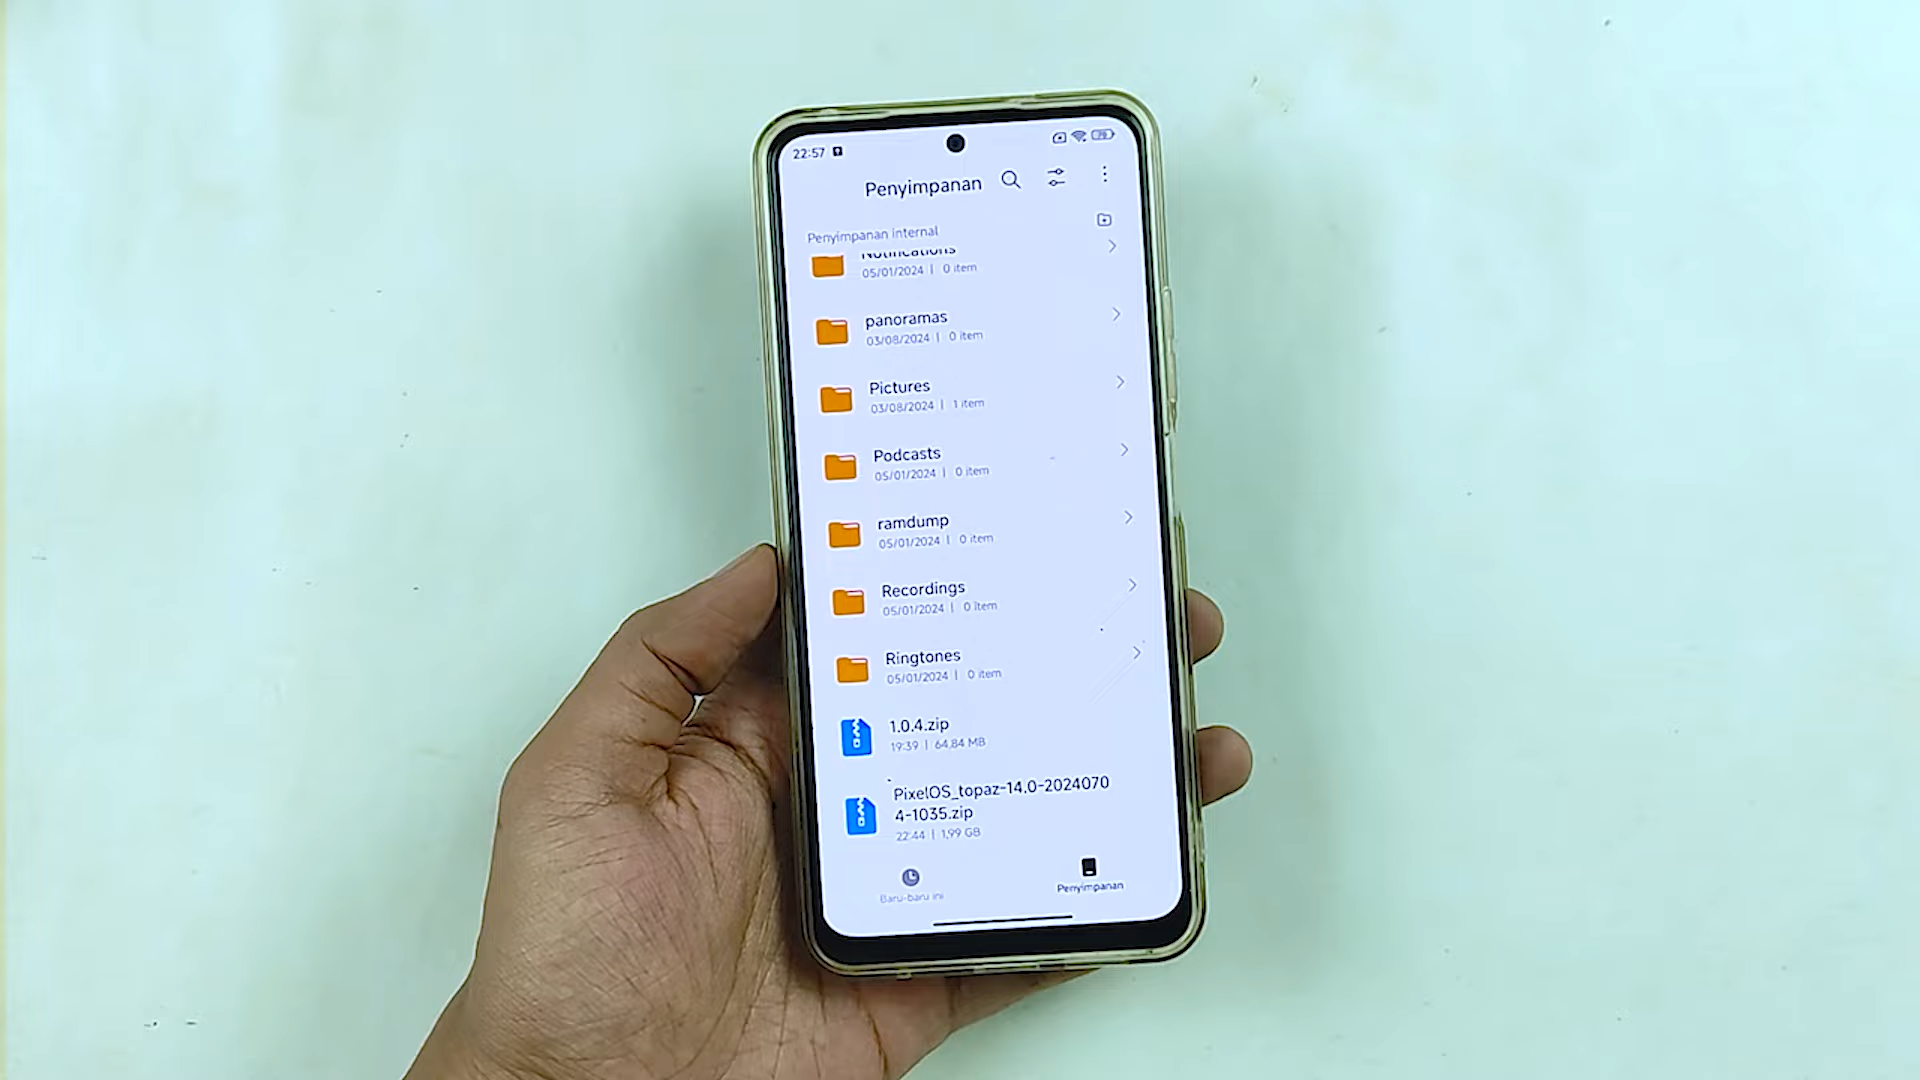 22:57
Penyimpanan
Penyimpanan internal
Notifications
05/01/2024 | 0 item
panoramas
03/08/2024 | 0 item
Pictures
03/08/2024 | 1 item
Podcasts
05/01/2024 | 0 item
ramdump
05/01/2024 | 0 item
Recordings
05/01/2024 | 0 item
Ringtones
05/01/2024 | 0 item
1.0.4.zip
19:39 | 64,84 MB
PixelOS_topaz-14.0-2024070
4-1035.zip
22:44 | 1,99 GB
Baru-baru ini
Penyimpanan